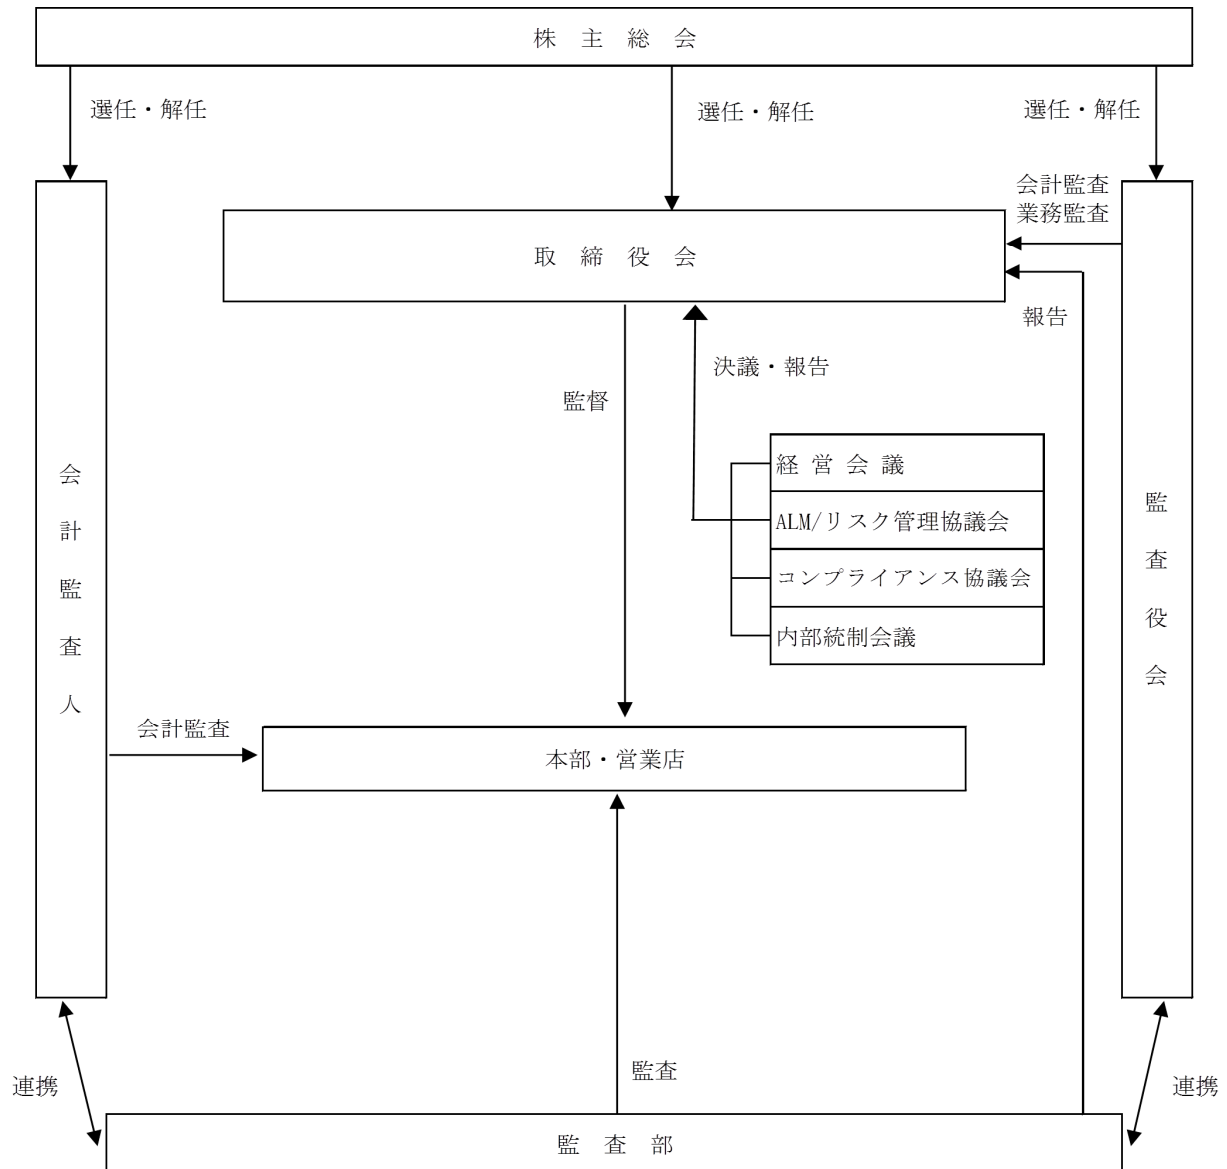 株主総会
選任・解任
選任・解任
選任・解任
会計監査
業務監査
取締役会
報告
決議・報告
監督
経営会議
ALM/リスク管理協議会
コンプライアンス協議会
内部統制会議
会計監査人
監査役会
会計監査
本部・営業店
監査
連携
連携
監査部